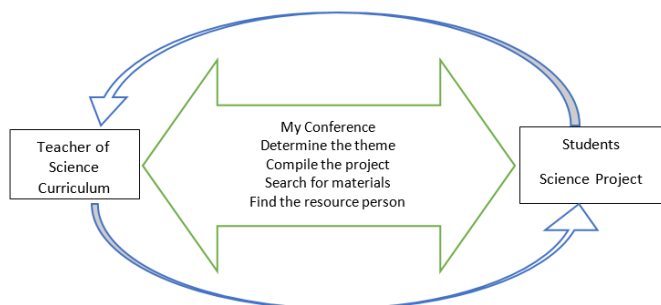 Teacher of
Science
Curriculum
My Conference
Determine the theme
Compile the project
Search for materials
Find the resource person
Students
Science Project